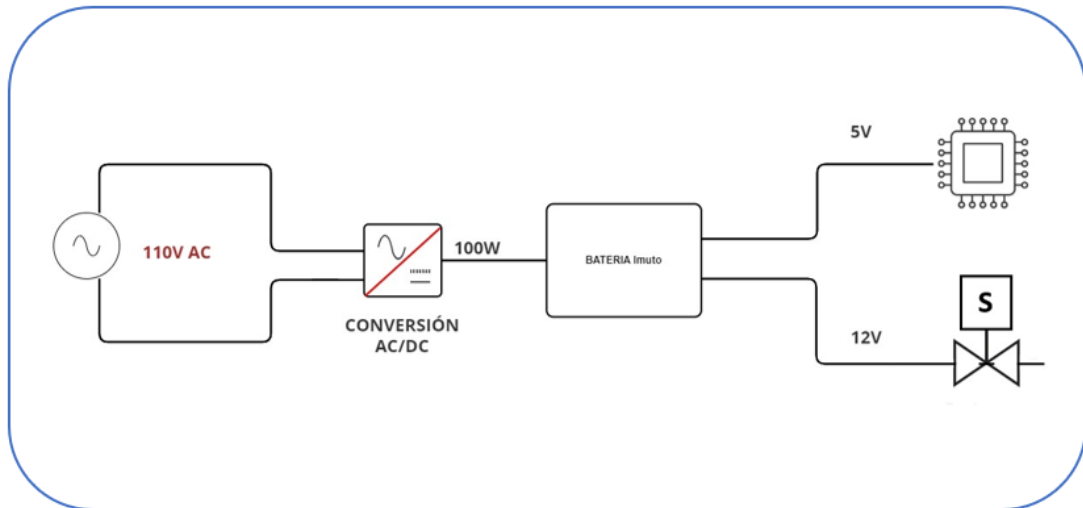 5V
110V AC
100W
BATERIA Imuto
CONVERSIÓN
AC/DC
S
12V